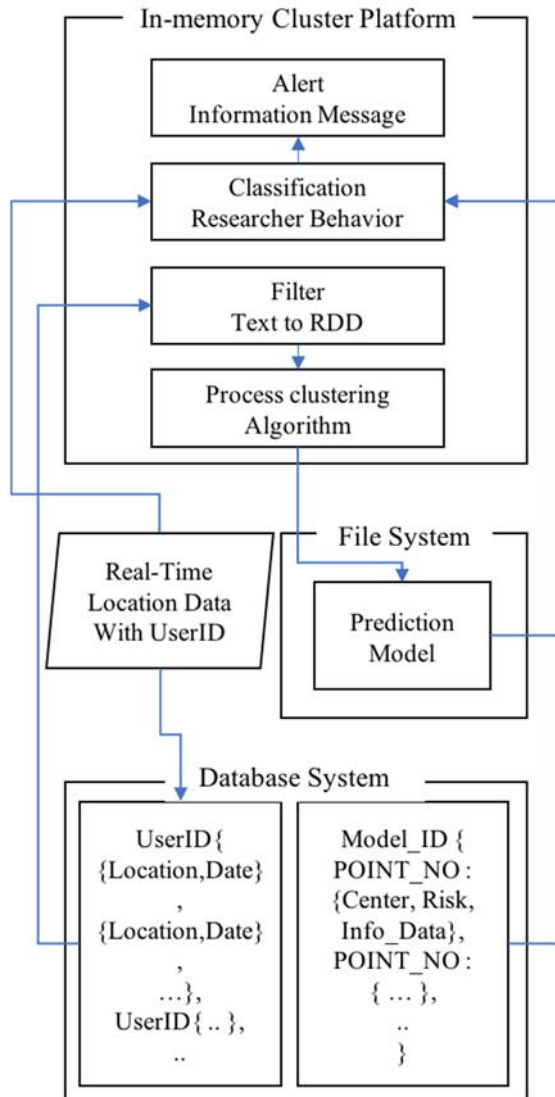 In-memory Cluster Platform
Alert
Information Message
Classification
Researcher Behavior
Filter
Text to RDD
Process clustering
Algorithm
Real-Time
Location Data
With UserID
File System
Prediction
Model
Database System
UserID{
{Location,Date}
,
{Location,Date}
,
...},
UserID{ .. },
..
Model_ID {
POINT_NO :
{Center, Risk,
Info_Data},
POINT_NO :
{ ... },
..
}